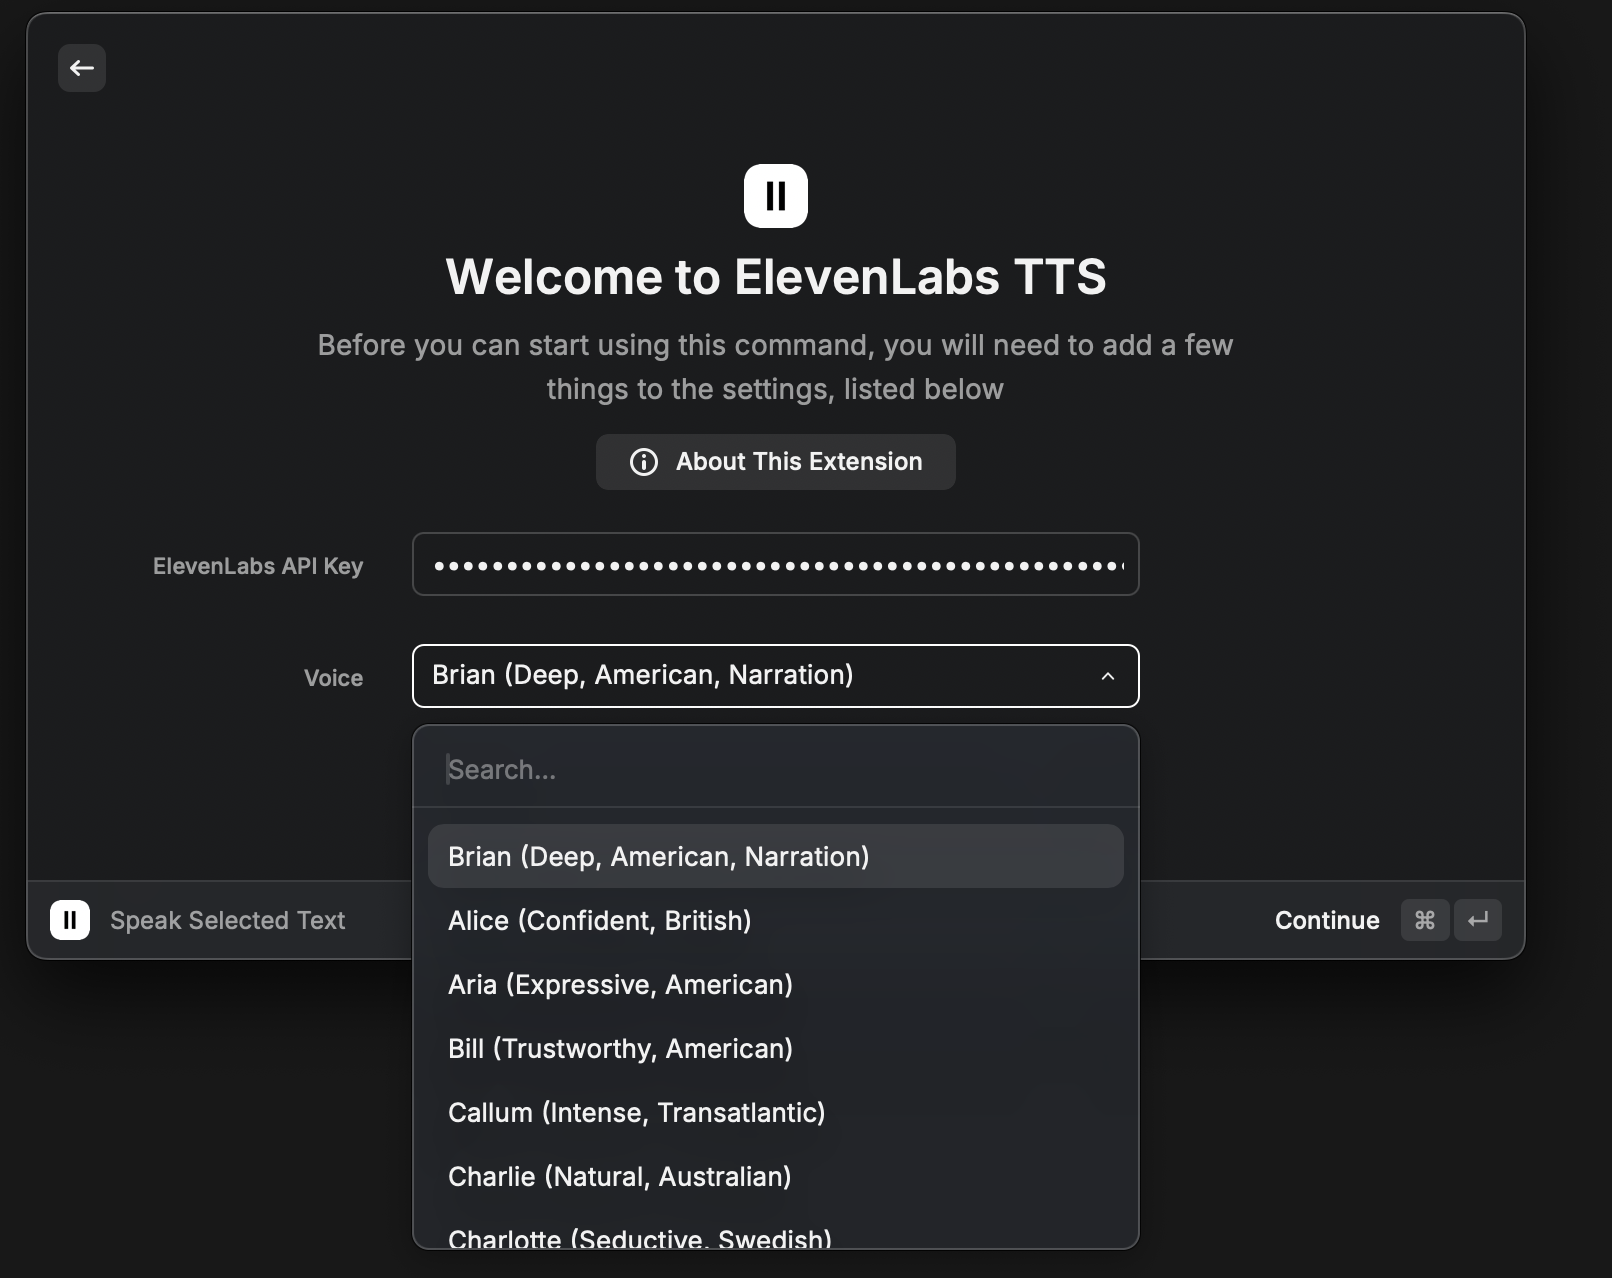 Welcome to ElevenLabs TTS
Before you can start using this command, you will need to add a few
things to the settings, listed below
About This Extension
ElevenLabs API Key ••••••••••••••••••••••••••••••••••••••••••••••••
Voice Brian (Deep, American, Narration)
Search...
Brian (Deep, American, Narration)
Alice (Confident, British)
Aria (Expressive, American)
Bill (Trustworthy, American)
Callum (Intense, Transatlantic)
Charlie (Natural, Australian)
Charlotte (Seductive, Swedish)
Speak Selected Text
Continue ⌘ ↵